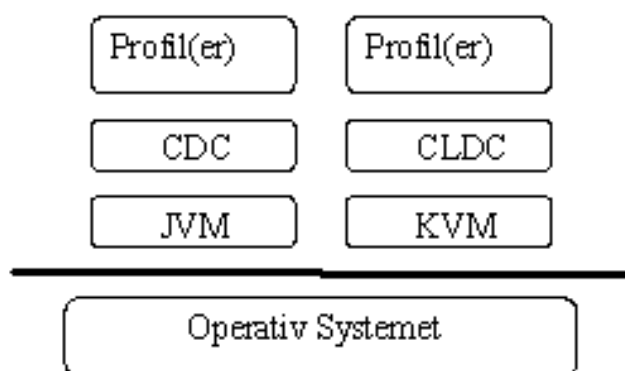 Profil(er) Profil(er)
CDC CLDC
JVM KVM
Operativ Systemet